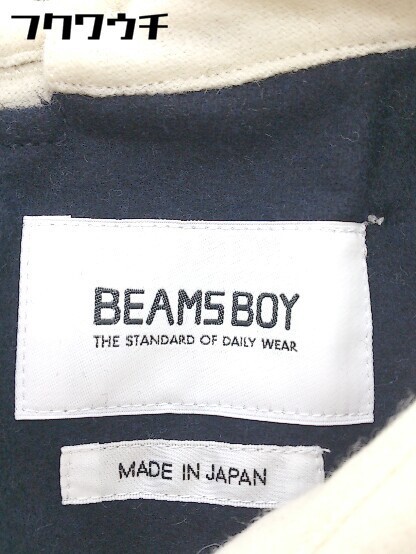 フクワウチ
BEAMS BOY
THE STANDARD OF DAILY WEAR
MADE IN JAPAN